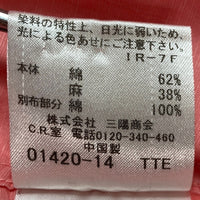 染料の特性上、日光に弱いため、
光による色あせにご注意下さい。
IR-7F
本体 綿 62%
麻 38%
別布部分 綿 100%
株式会社 三陽商会
C.R.室 電話0120-340-460
中国製
01420-14 TTE